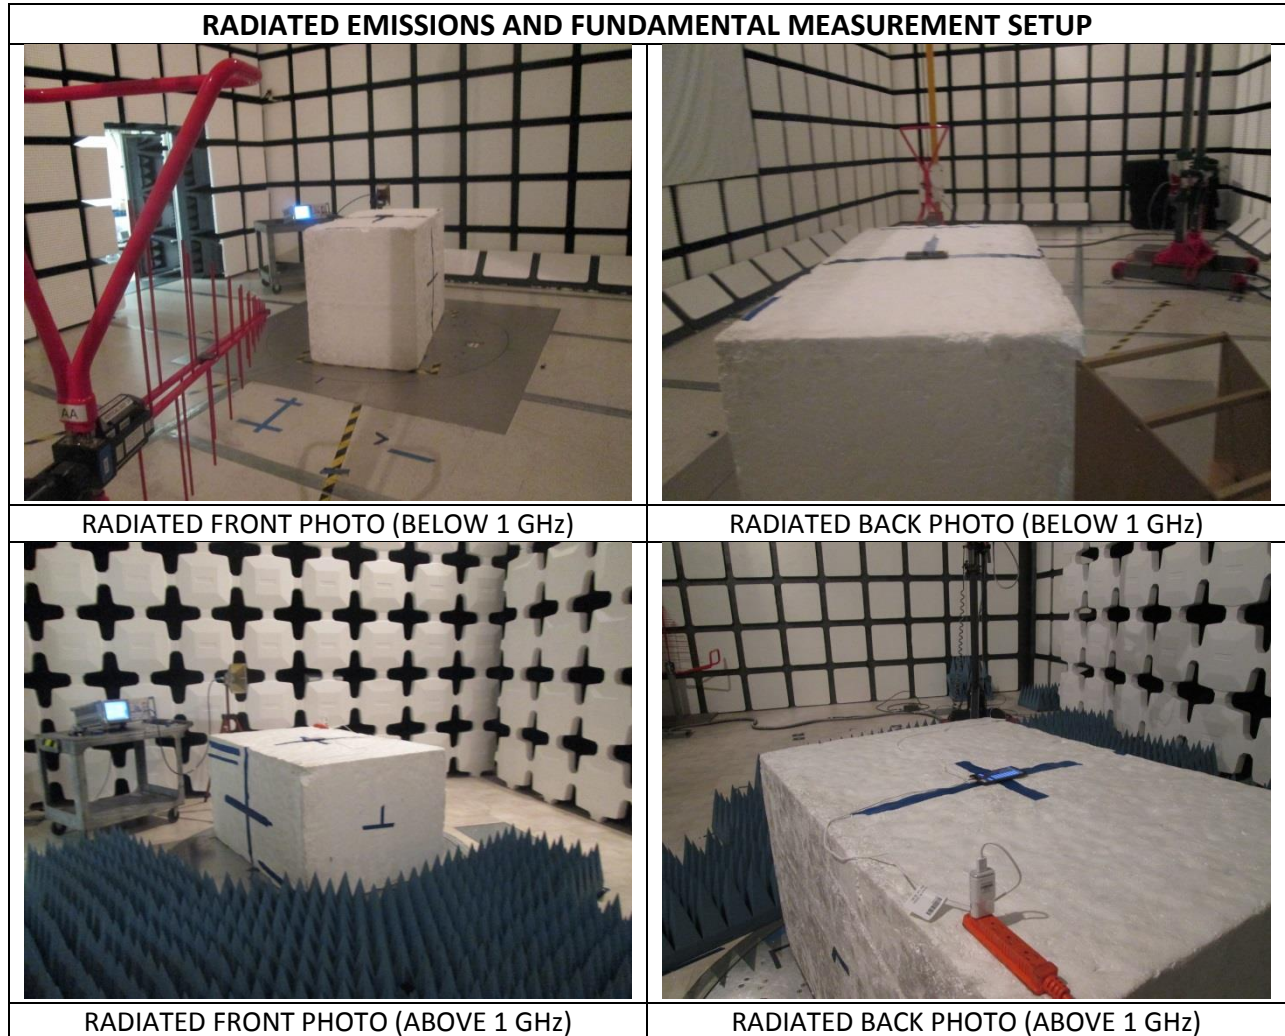 RADIATED EMISSIONS AND FUNDAMENTAL MEASUREMENT SETUP
AA
RADIATED FRONT PHOTO (BELOW 1 GHz)
RADIATED BACK PHOTO (BELOW 1 GHz)
RADIATED FRONT PHOTO (ABOVE 1 GHz)
RADIATED BACK PHOTO (ABOVE 1 GHz)